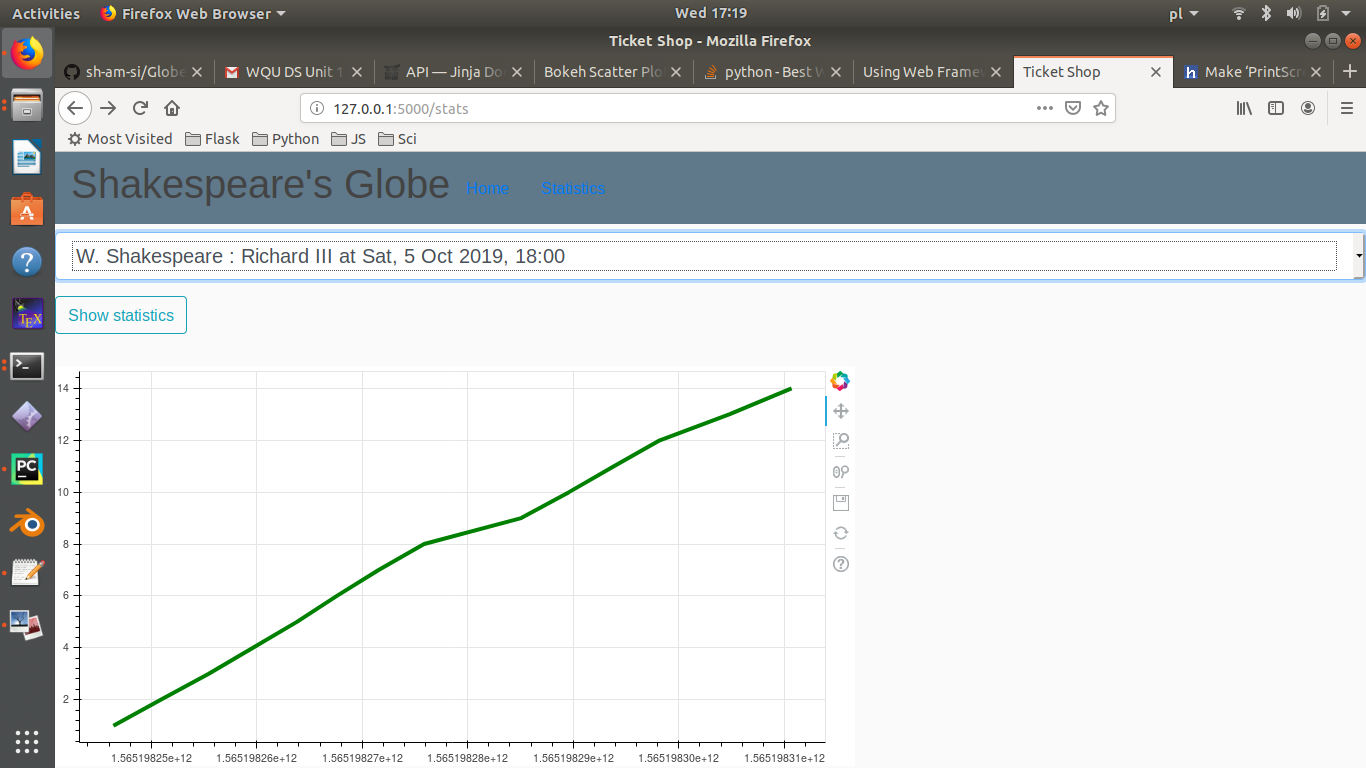 Activities Firefox Web Browser Wed 17:19 pl
Ticket Shop - Mozilla Firefox
sh-am-si/Globe WQU DS Unit 1 API — Jinja Do Bokeh Scatter Plo python - Best W Using Web Frame Ticket Shop Make ‘PrintScr
127.0.0.1:5000/stats
Most Visited Flask Python JS Sci
Shakespeare's Globe Home Statistics
W. Shakespeare : Richard III at Sat, 5 Oct 2019, 18:00
Show statistics
14
12
10
8
6
4
2
1.56519825e+12 1.56519826e+12 1.56519827e+12 1.56519828e+12 1.56519829e+12 1.56519830e+12 1.56519831e+12
TEX
PC